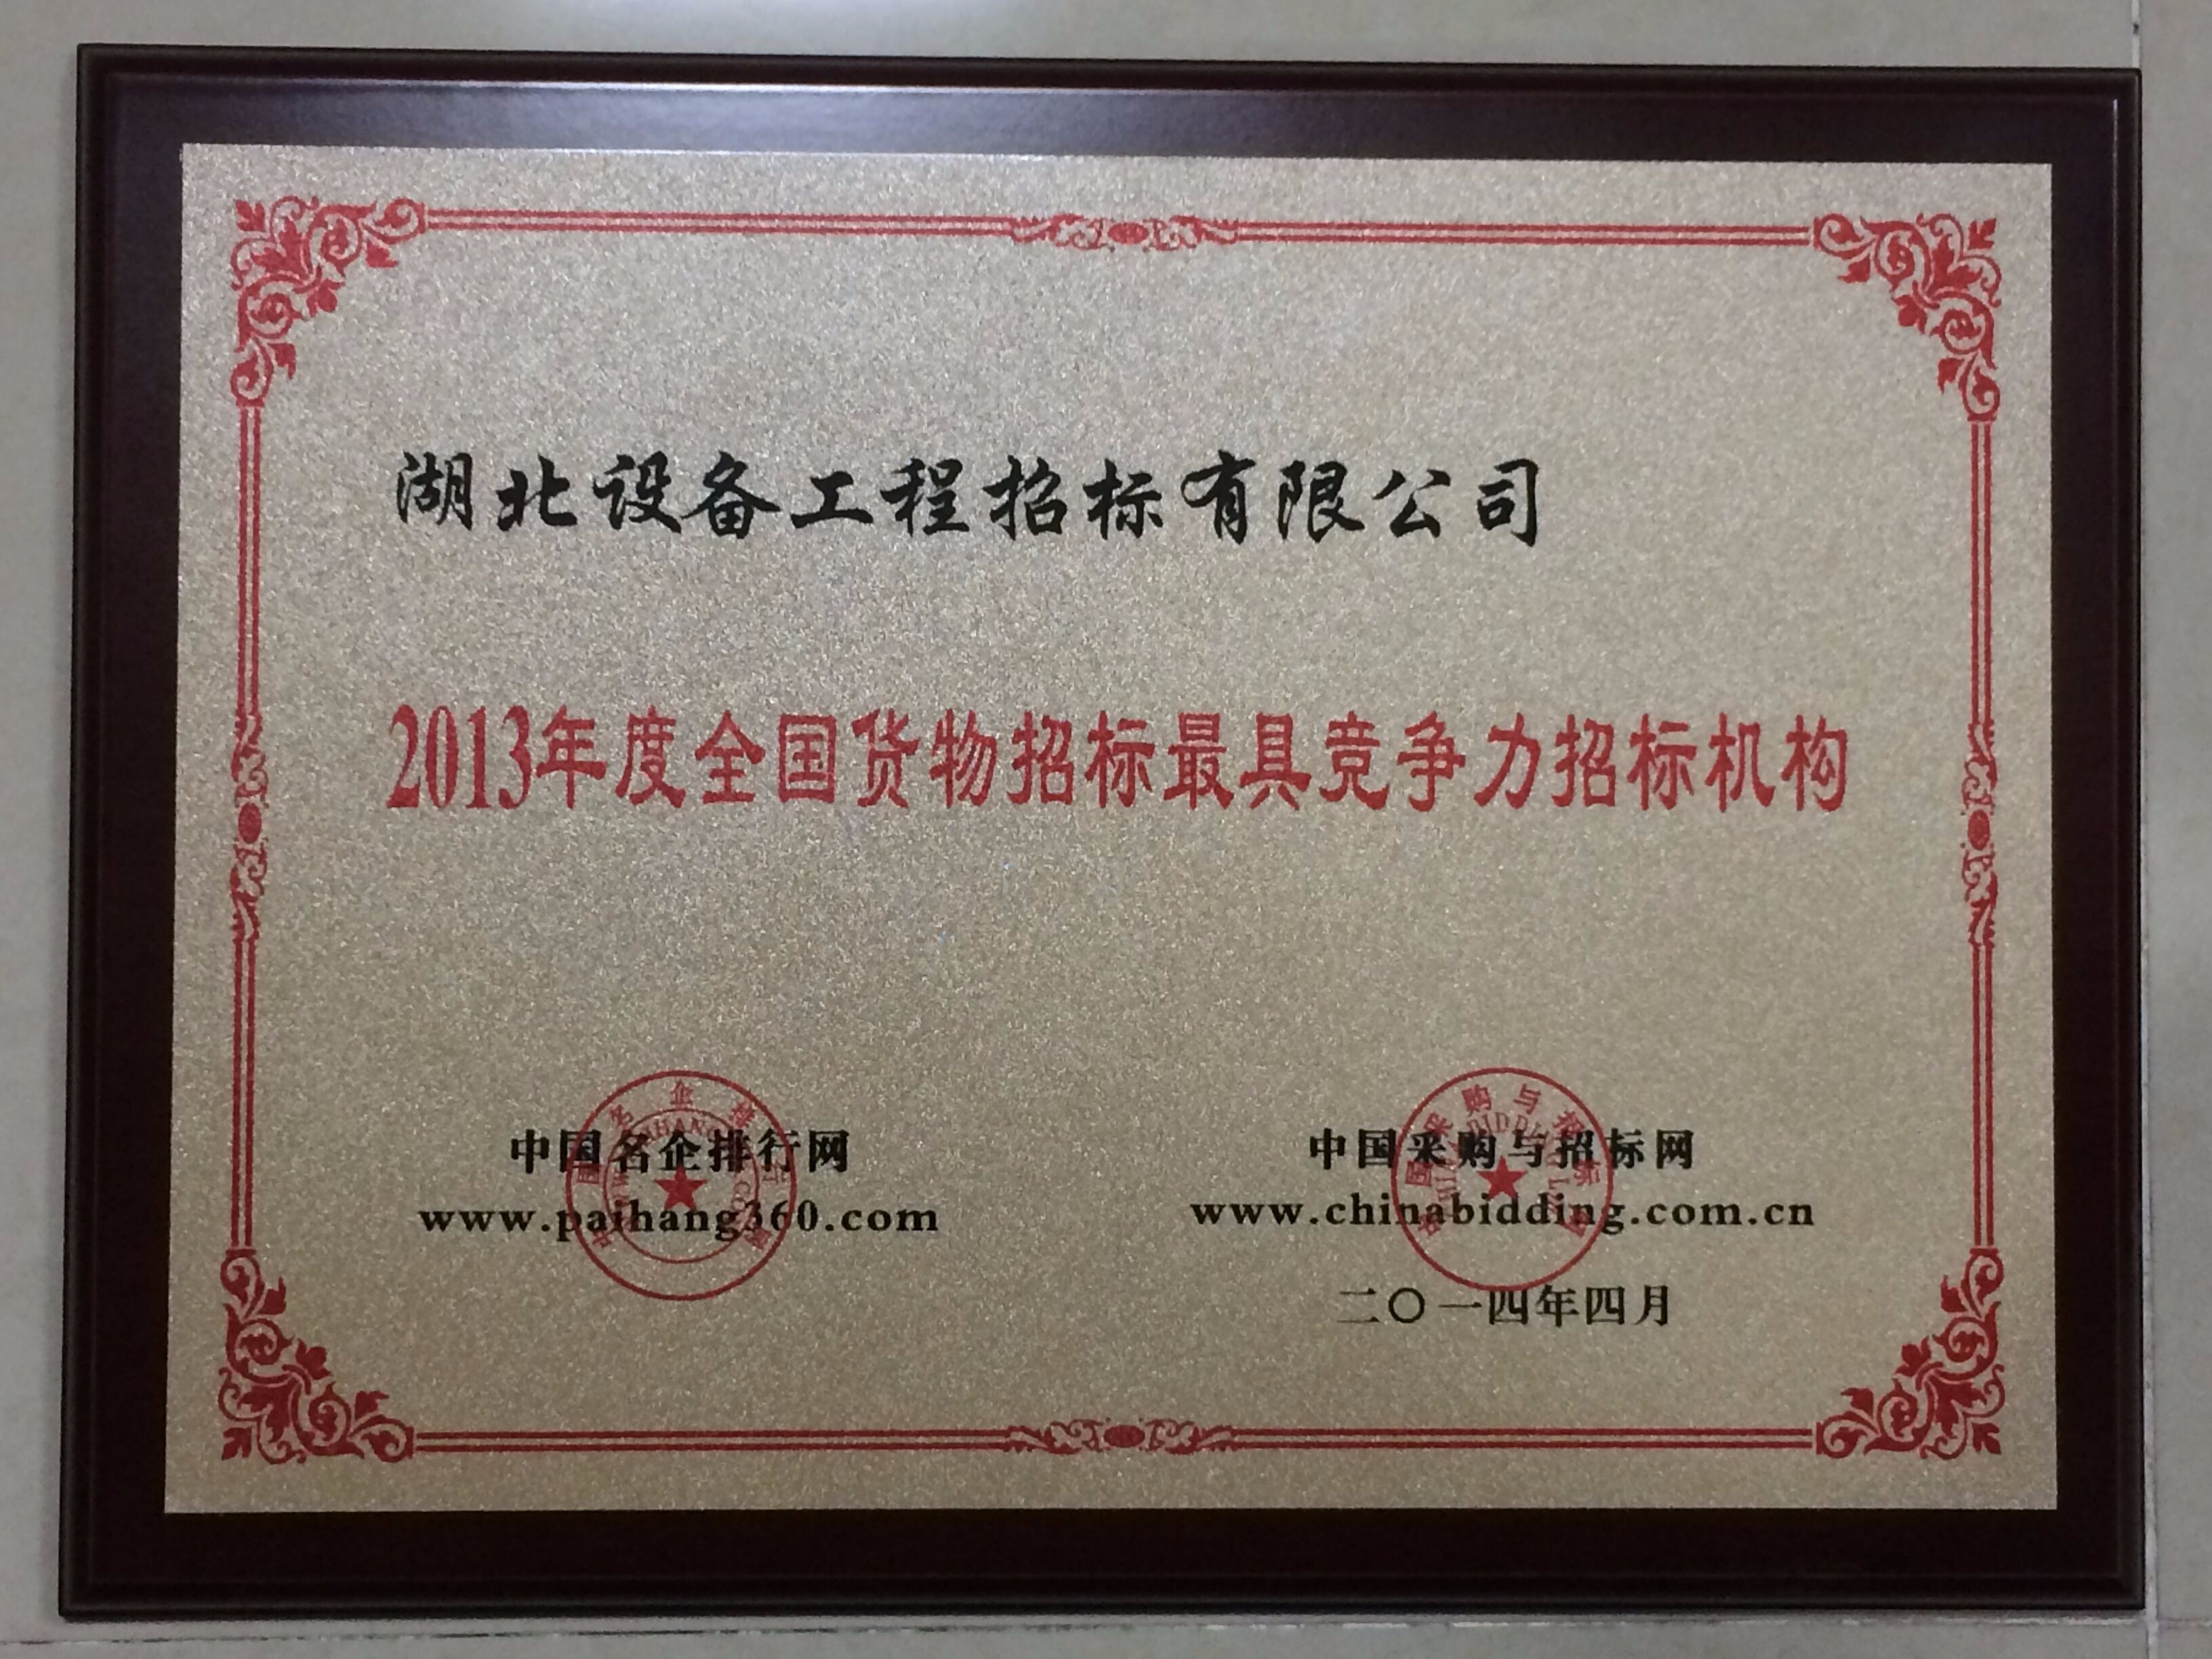 湖北设备工程招标有限公司
2013年度全国货物招标最具竞争力招标机构
中国名企排行网
www.paihang360.com
中国采购与招标网
www.chinabidding.com.cn
二〇一四年四月